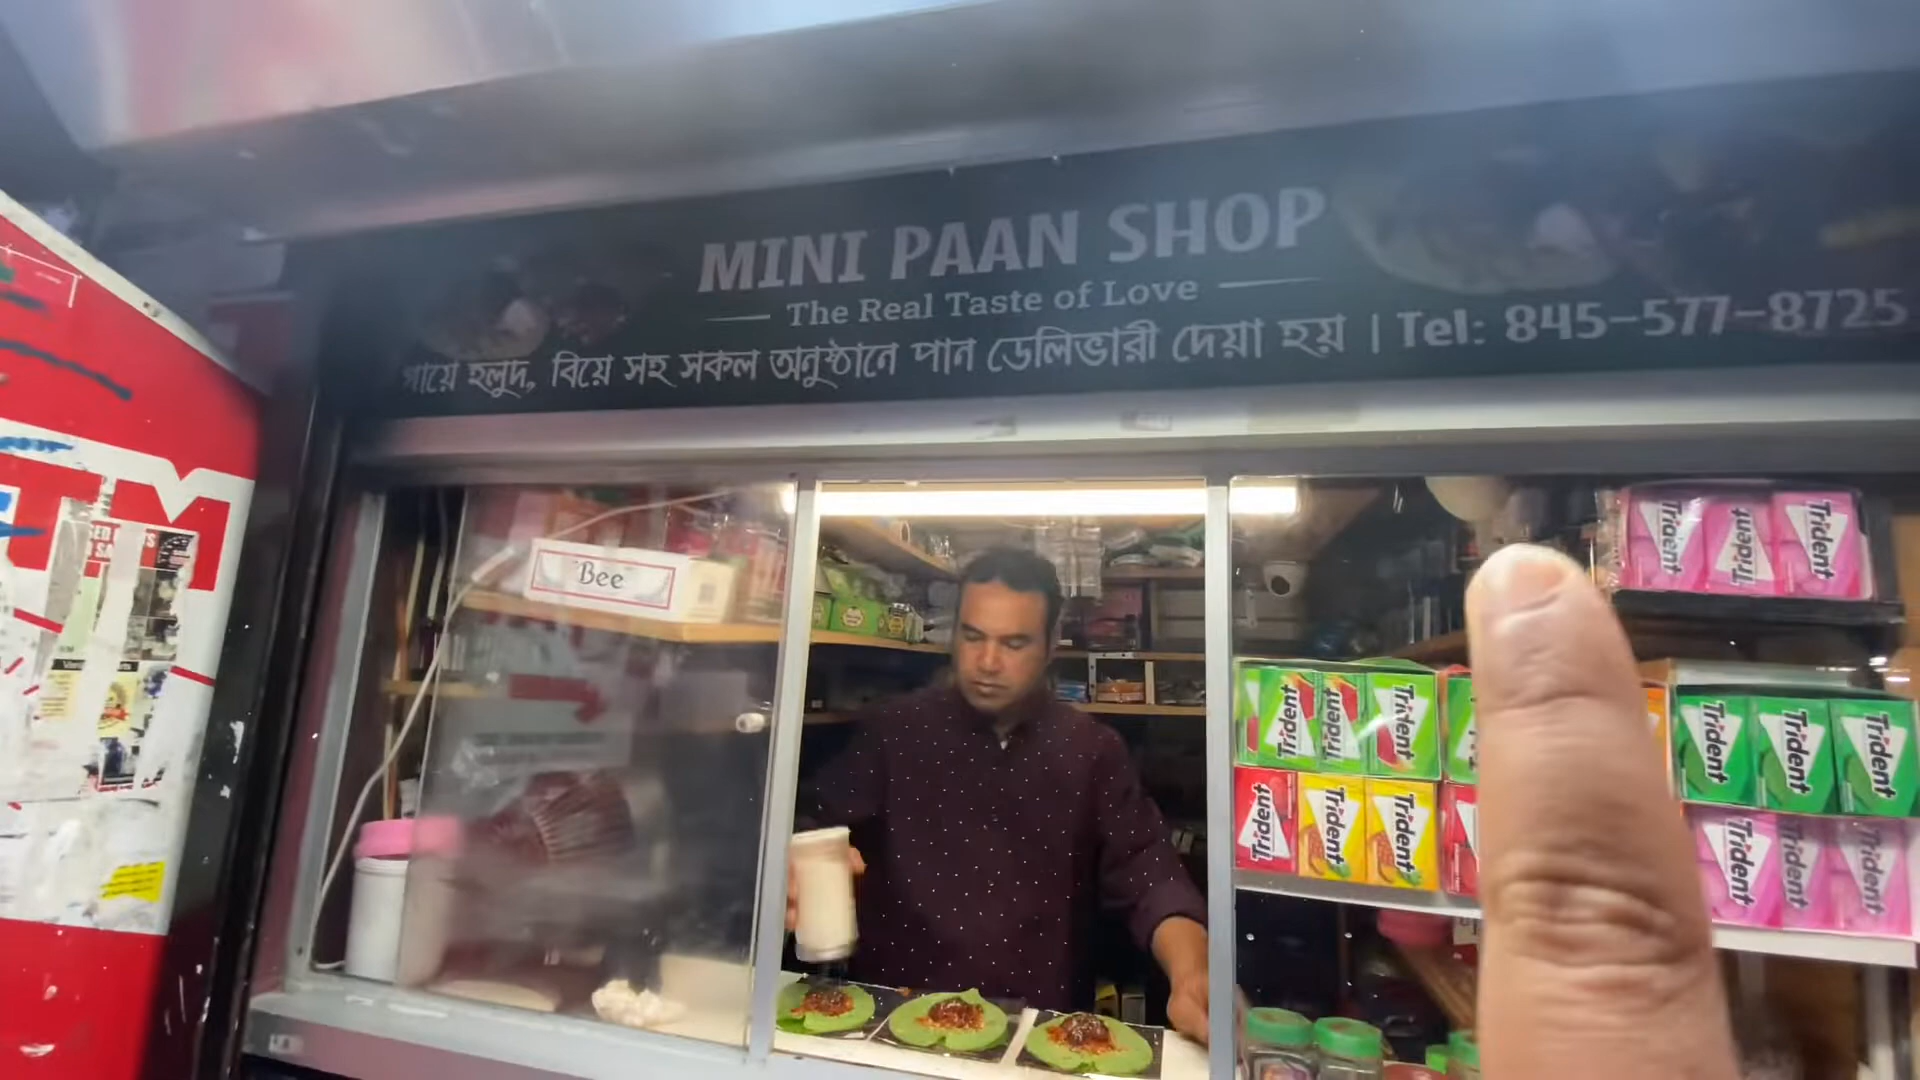 MINI PAAN SHOP
The Real Taste of Love
গায়ে হলুদ, বিয়ে সহ সকল অনুষ্ঠানে পান ডেলিভারী দেয়া হয় | Tel: 845-577-8725
TM
Bee
Trident Trident Trident
Trident Trident Trident
Trident Trident Trident
Trident Trident Trident
Trident Trident Trident